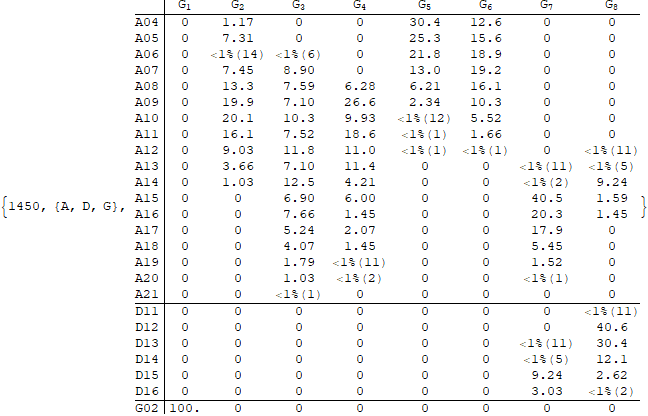 G1 G2 G3 G4 G5 G6 G7 G8
A04 0 1.17 0 0 30.4 12.6 0 0
A05 0 7.31 0 0 25.3 15.6 0 0
A06 0 <1%(14) <1%(6) 0 21.8 18.9 0 0
A07 0 7.45 8.90 0 13.0 19.2 0 0
A08 0 13.3 7.59 6.28 6.21 16.1 0 0
A09 0 19.9 7.10 26.6 2.34 10.3 0 0
A10 0 20.1 10.3 9.93 <1%(12) 5.52 0 0
A11 0 16.1 7.52 18.6 <1%(1) 1.66 0 0
A12 0 9.03 11.8 11.0 <1%(1) <1%(1) 0 <1%(11)
A13 0 3.66 7.10 11.4 0 0 <1%(11) <1%(5)
A14 0 1.03 12.5 4.21 0 0 <1%(2) 9.24
A15 0 0 6.90 6.00 0 0 40.5 1.59
{1450, {A, D, G}, A16 0 0 7.66 1.45 0 0 20.3 1.45 }
A17 0 0 5.24 2.07 0 0 17.9 0
A18 0 0 4.07 1.45 0 0 5.45 0
A19 0 0 1.79 <1%(11) 0 0 1.52 0
A20 0 0 1.03 <1%(2) 0 0 <1%(1) 0
A21 0 0 <1%(1) 0 0 0 0 0
D11 0 0 0 0 0 0 0 <1%(11)
D12 0 0 0 0 0 0 0 40.6
D13 0 0 0 0 0 0 <1%(11) 30.4
D14 0 0 0 0 0 0 <1%(5) 12.1
D15 0 0 0 0 0 0 9.24 2.62
D16 0 0 0 0 0 0 3.03 <1%(2)
G02 100. 0 0 0 0 0 0 0